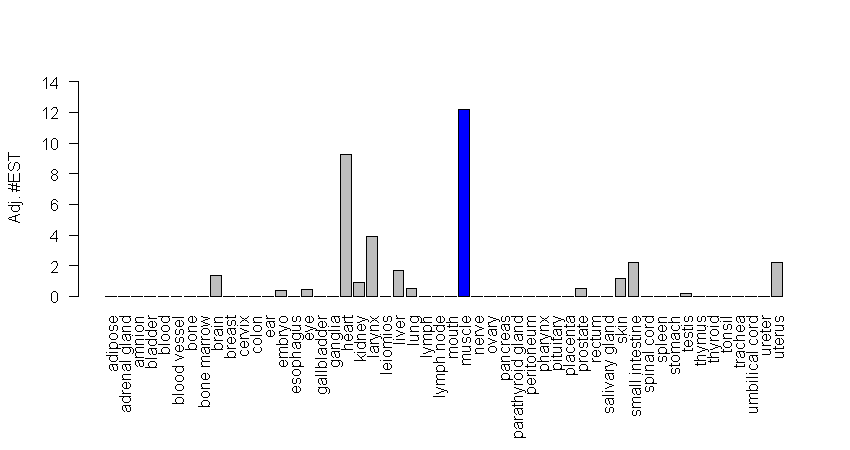 14
12
10
8
6
4
2
0
Adj. #EST
adipose
adrenal gland
amnion
bladder
blood
blood vessel
bone
bone marrow
brain
breast
cervix
colon
ear
embryo
esophagus
eye
gallbladder
ganglia
heart
kidney
larynx
leiomios
liver
lung
lymph
lymph node
mouth
muscle
nerve
ovary
pancreas
parathyroid gland
peritoneum
pharynx
pituitary
placenta
prostate
rectum
salivary gland
skin
small intestine
spinal cord
spleen
stomach
testis
thymus
thyroid
tonsil
trachea
umbilical cord
ureter
uterus